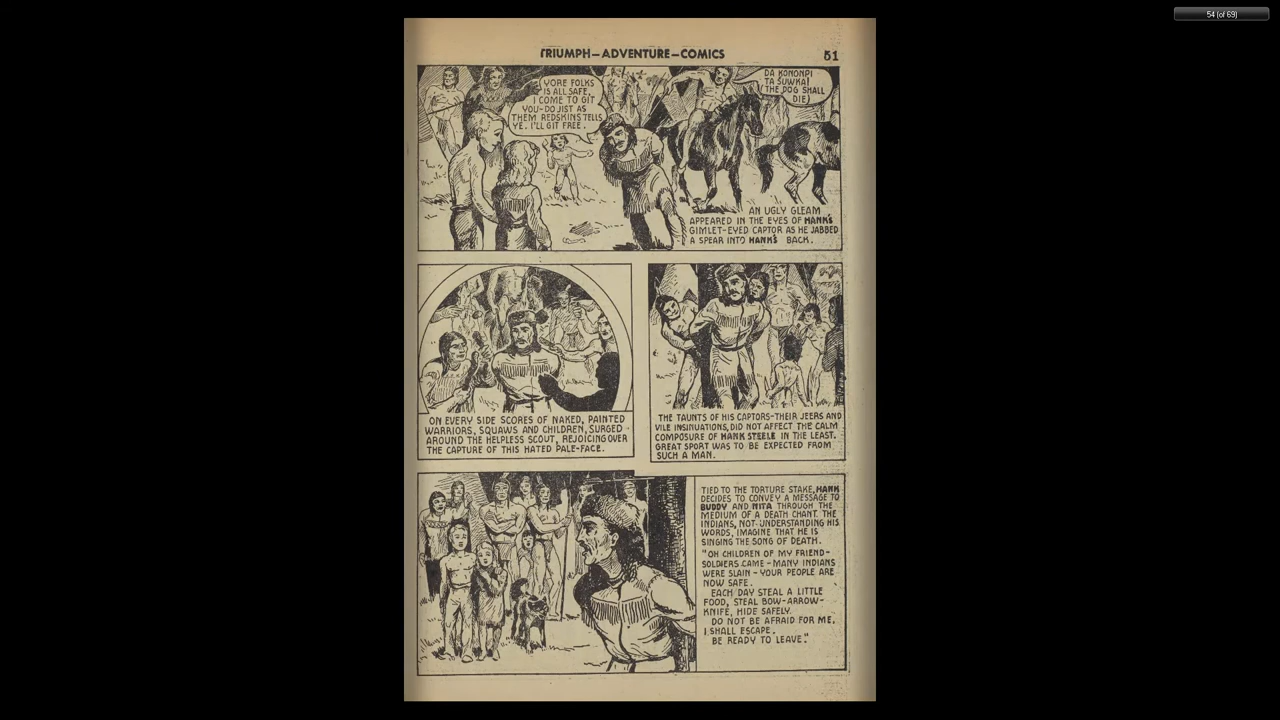 54 (of 69)
TRIUMPH-ADVENTURE-COMICS
51
YORE FOLKS
IS ALL SAFE,
I COME TO GIT
YOU-DO JIST AS
THEM REDSKINS TELLS
YE. I'LL GIT FREE.
DA KONONPI
TA SUWKA!
(THE DOG SHALL
DIE)
AN UGLY GLEAM
APPEARED IN THE EYES OF HANK'S
GIMLET-EYED CAPTOR AS HE JABBED
A SPEAR INTO HANK'S BACK.
ON EVERY SIDE SCORES OF NAKED, PAINTED
WARRIORS, SQUAWS AND CHILDREN, SURGED
AROUND THE HELPLESS SCOUT, REJOICING OVER
THE CAPTURE OF THIS HATED PALE-FACE.
THE TAUNTS OF HIS CAPTORS-THEIR JEERS AND
VILE INSINUATIONS, DID NOT AFFECT THE CALM
COMPOSURE OF HANK STEELE IN THE LEAST.
GREAT SPORT WAS TO BE EXPECTED FROM
SUCH A MAN.
TIED TO THE TORTURE STAKE, HANK
DECIDES TO CONVEY A MESSAGE TO
BUDDY AND NITA THROUGH THE
MEDIUM OF A DEATH CHANT. THE
INDIANS, NOT UNDERSTANDING HIS
WORDS, IMAGINE THAT HE IS
SINGING THE SONG OF DEATH.
"OH CHILDREN OF MY FRIEND-
SOLDIERS CAME - MANY INDIANS
WERE SLAIN - YOUR PEOPLE ARE
NOW SAFE.
EACH DAY STEAL A LITTLE
FOOD, STEAL BOW-ARROW-
KNIFE, HIDE SAFELY.
DO NOT BE AFRAID FOR ME,
I SHALL ESCAPE.
BE READY TO LEAVE."